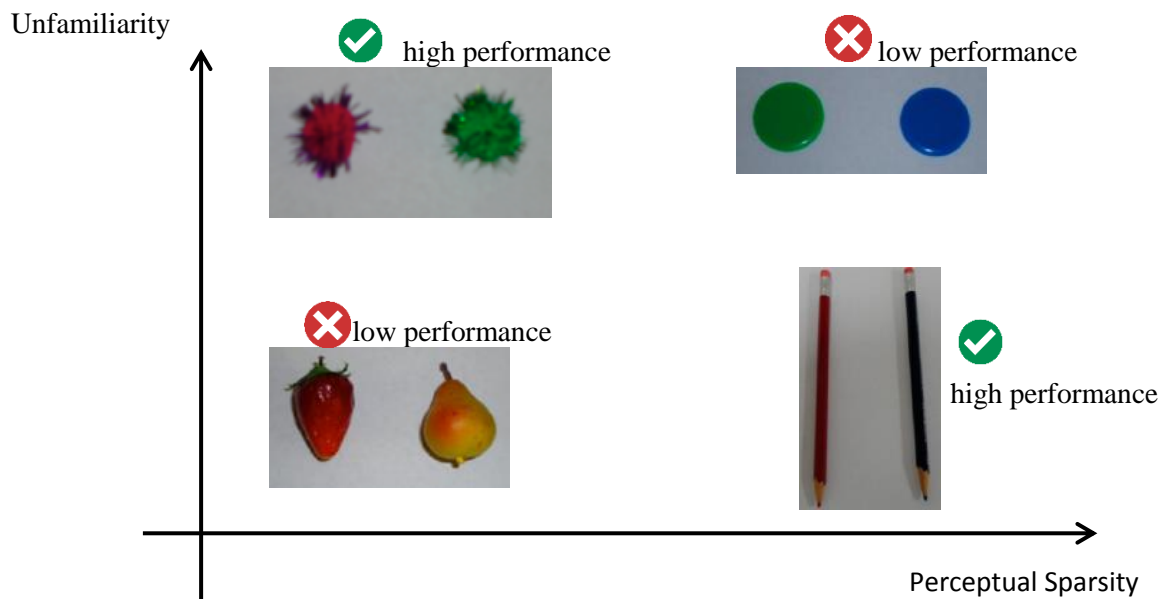 Unfamiliarity
high performance
low performance
low performance
high performance
Perceptual Sparsity